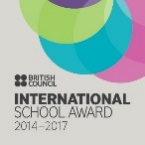 BRITISH
COUNCIL
INTERNATIONAL
SCHOOL AWARD
2014–2017